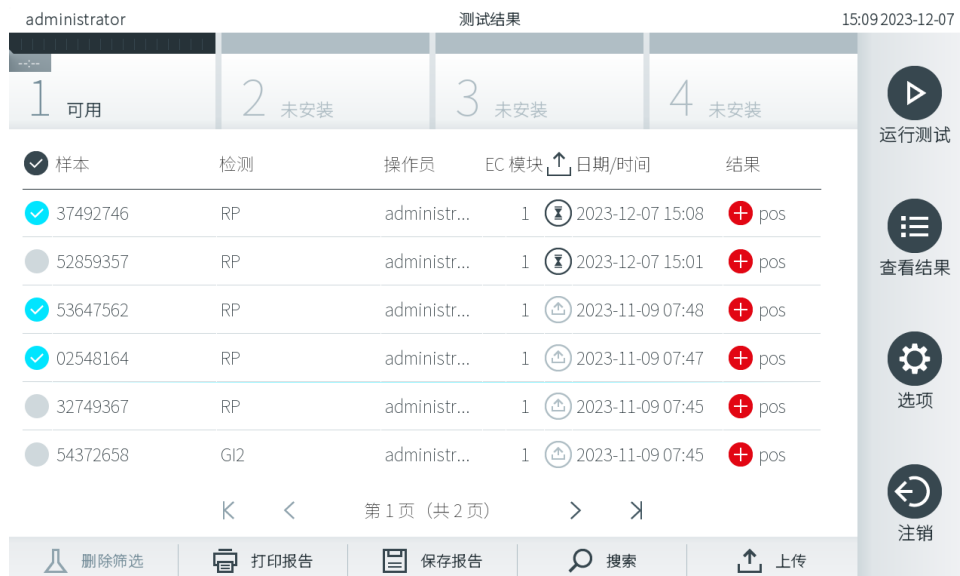 administrator 测试结果 15:09 2023-12-07
--:--
1 可用 2 未安装 3 未安装 4 未安装
运行测试
样本 检测 操作员 EC 模块 日期/时间 结果
37492746 RP administr... 1 2023-12-07 15:08 pos
52859357 RP administr... 1 2023-12-07 15:01 pos
查看结果
53647562 RP administr... 1 2023-11-09 07:48 pos
02548164 RP administr... 1 2023-11-09 07:47 pos
32749367 RP administr... 1 2023-11-09 07:45 pos
选项
54372658 GI2 administr... 1 2023-11-09 07:45 pos
第 1 页（共 2 页）
注销
删除筛选 打印报告 保存报告 搜索 上传